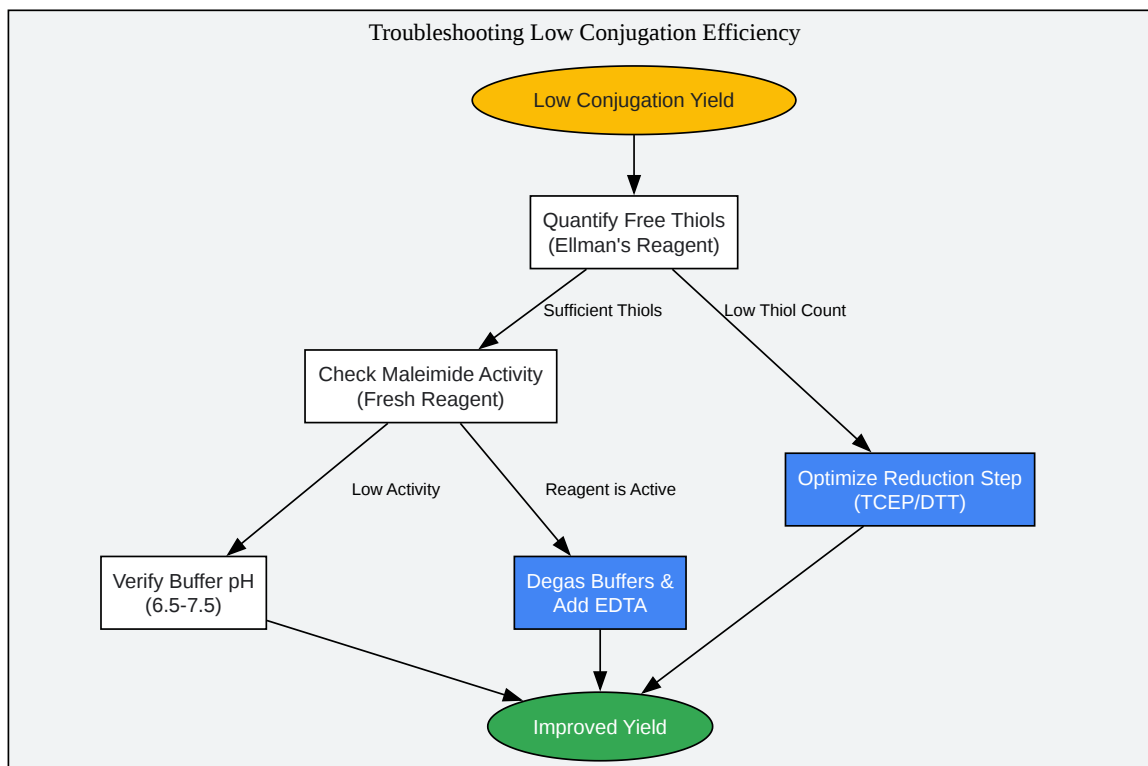 Troubleshooting Low Conjugation Efficiency
Low Conjugation Yield
Quantify Free Thiols
(Ellman's Reagent)
Sufficient Thiols
Low Thiol Count
Check Maleimide Activity
(Fresh Reagent)
Optimize Reduction Step
(TCEP/DTT)
Low Activity
Reagent is Active
Verify Buffer pH
(6.5-7.5)
Degas Buffers &
Add EDTA
Improved Yield